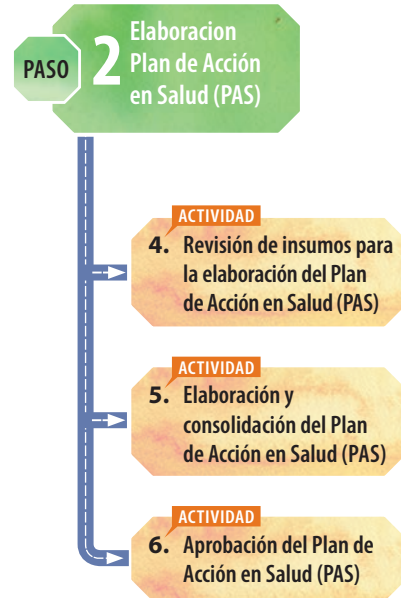 PASO 2
Elaboracion
Plan de Acción
en Salud (PAS)
ACTIVIDAD
4. Revisión de insumos para
la elaboración del Plan
de Acción en Salud (PAS)
ACTIVIDAD
5. Elaboración y
consolidación del Plan
de Acción en Salud (PAS)
ACTIVIDAD
6. Aprobación del Plan de
Acción en Salud (PAS)